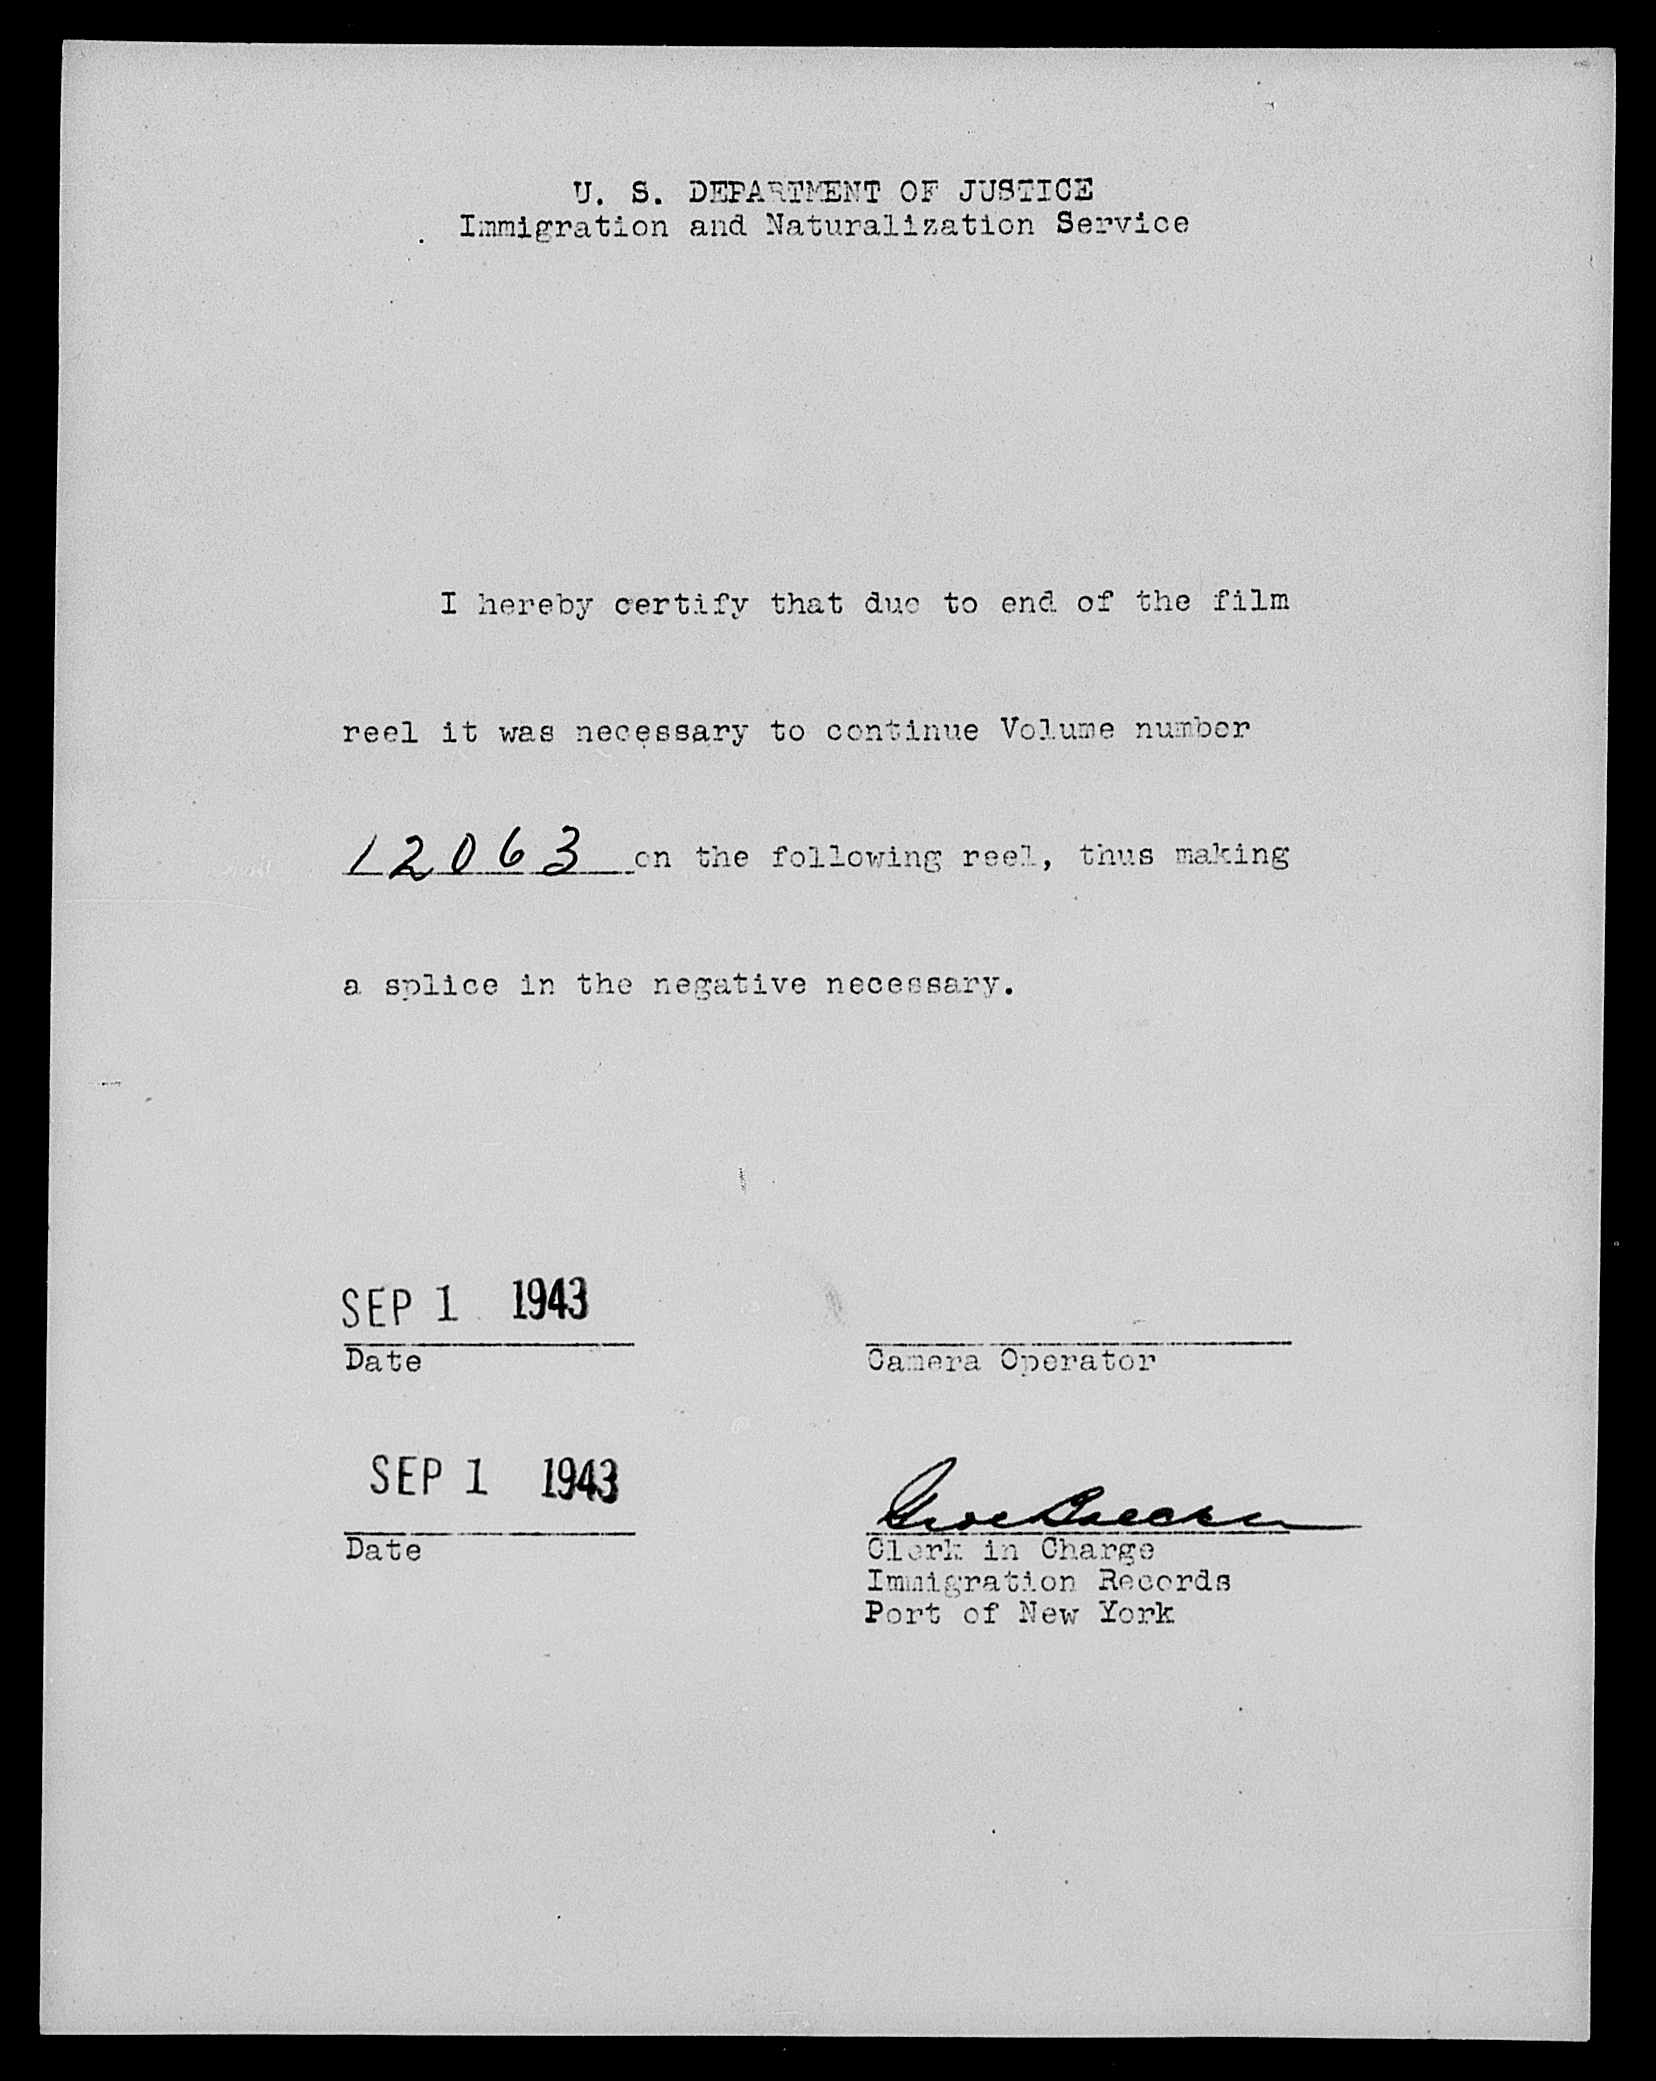 U. S. DEPARTMENT OF JUSTICE
Immigration and Naturalization Service
I hereby certify that due to end of the film
reel it was necessary to continue Volume number
12063 on the following reel, thus making
a splice in the negative necessary.
SEP 1 1943
Date
Camera Operator
SEP 1 1943
Date
Clerk in Charge
Immigration Records
Port of New York